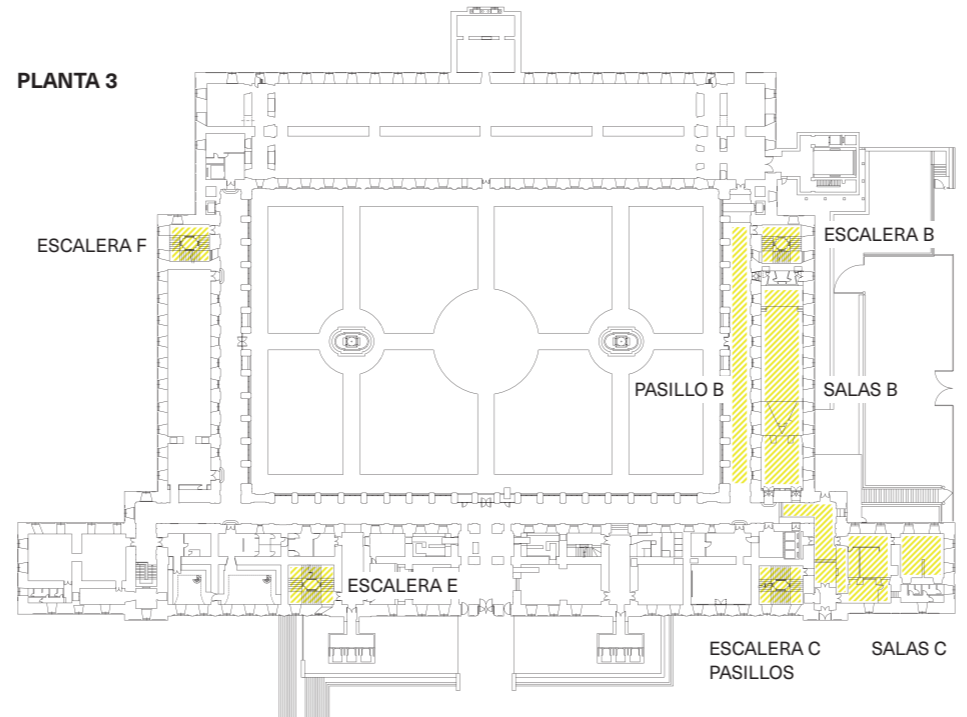 PLANTA 3
ESCALERA F
ESCALERA B
PASILLO B
SALAS B
ESCALERA E
ESCALERA C
PASILLOS
SALAS C